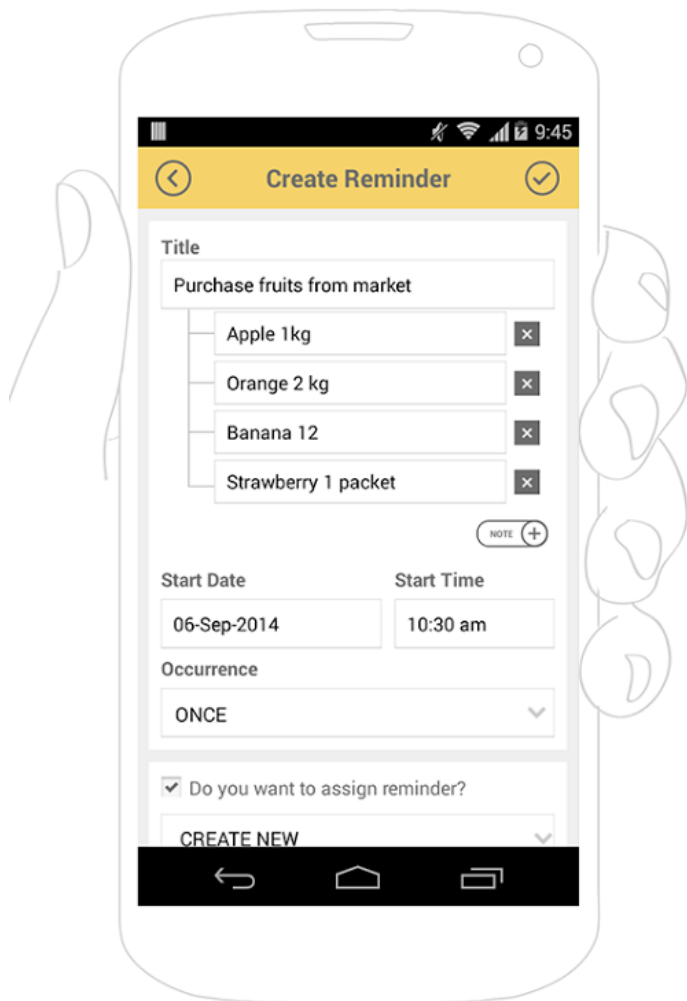 9:45
Create Reminder
Title
Purchase fruits from market
Apple 1kg
Orange 2 kg
Banana 12
Strawberry 1 packet
NOTE
Start Date Start Time
06-Sep-2014 10:30 am
Occurrence
ONCE
Do you want to assign reminder?
CREATE NEW